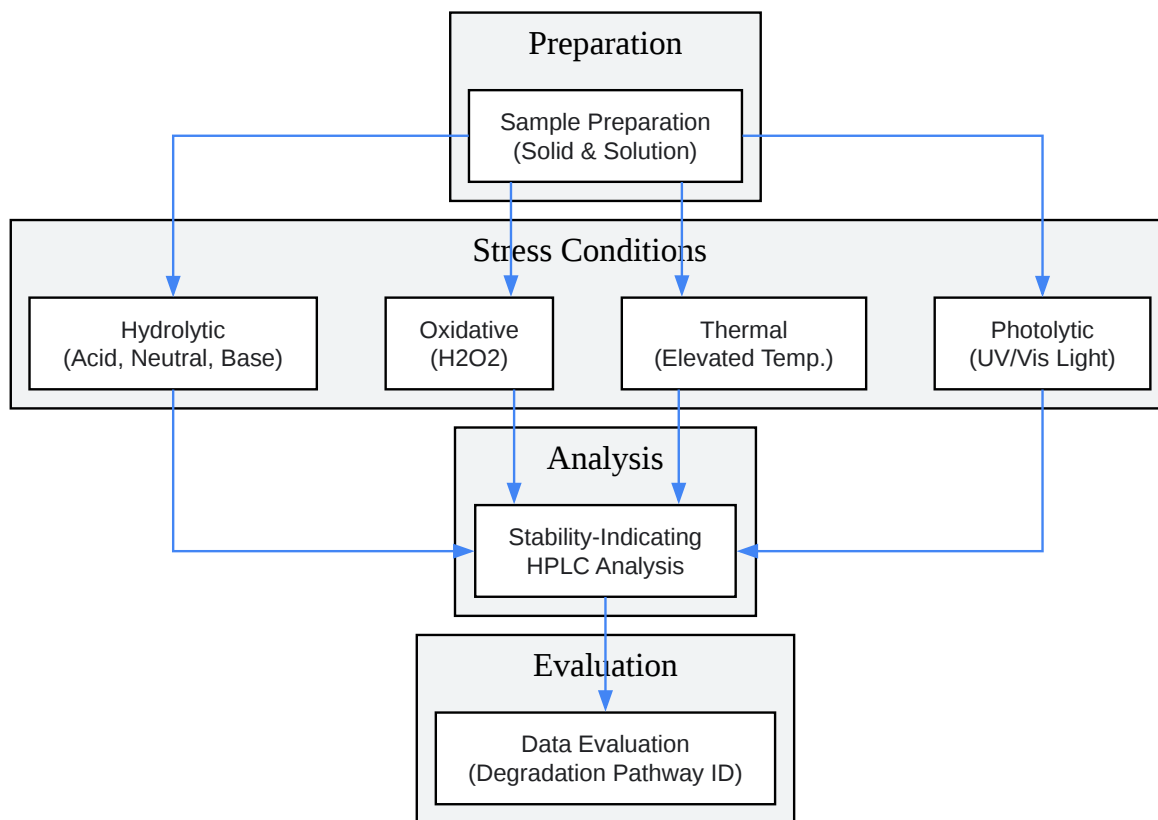 Preparation
Sample Preparation
(Solid & Solution)
Stress Conditions
Hydrolytic
(Acid, Neutral, Base)
Oxidative
(H2O2)
Thermal
(Elevated Temp.)
Photolytic
(UV/Vis Light)
Analysis
Stability-Indicating
HPLC Analysis
Evaluation
Data Evaluation
(Degradation Pathway ID)